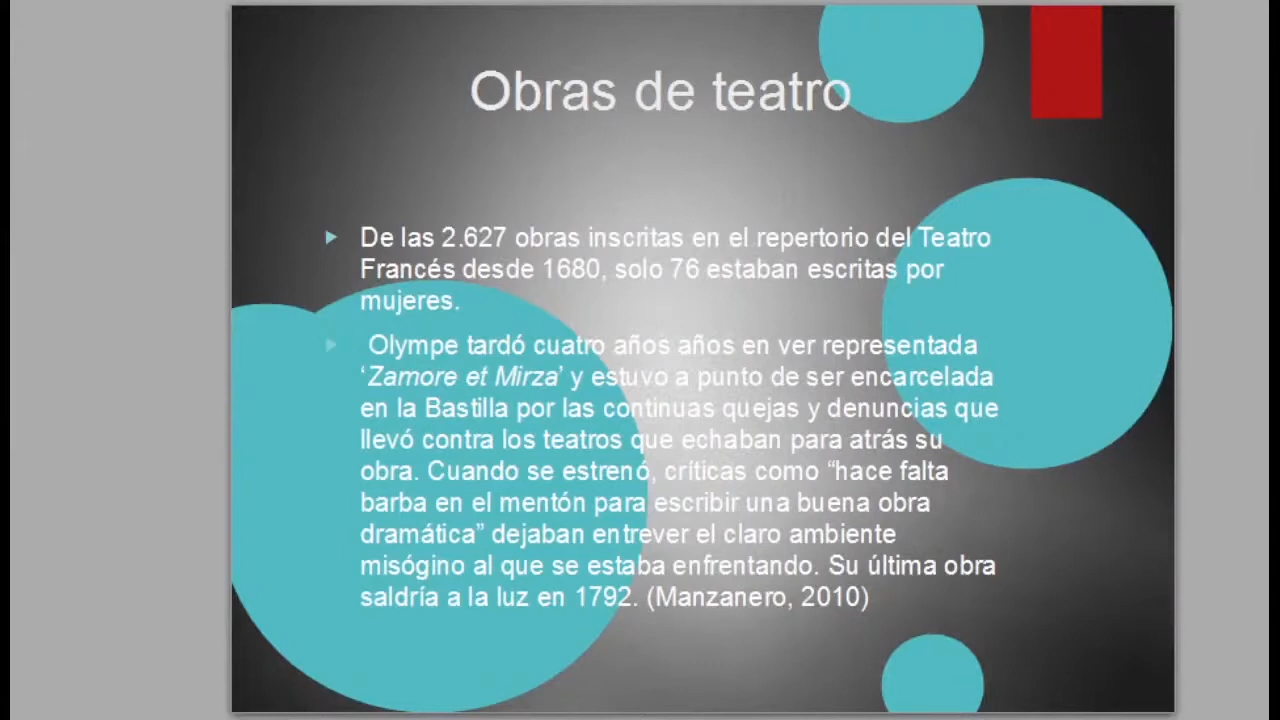 Obras de teatro
De las 2.627 obras inscritas en el repertorio del Teatro
Francés desde 1680, solo 76 estaban escritas por
mujeres.
Olympe tardó cuatro años años en ver representada
‘Zamore et Mirza’ y estuvo a punto de ser encarcelada
en la Bastilla por las continuas quejas y denuncias que
llevó contra los teatros que echaban para atrás su
obra. Cuando se estrenó, críticas como “hace falta
barba en el mentón para escribir una buena obra
dramática” dejaban entrever el claro ambiente
misógino al que se estaba enfrentando. Su última obra
saldría a la luz en 1792. (Manzanero, 2010)